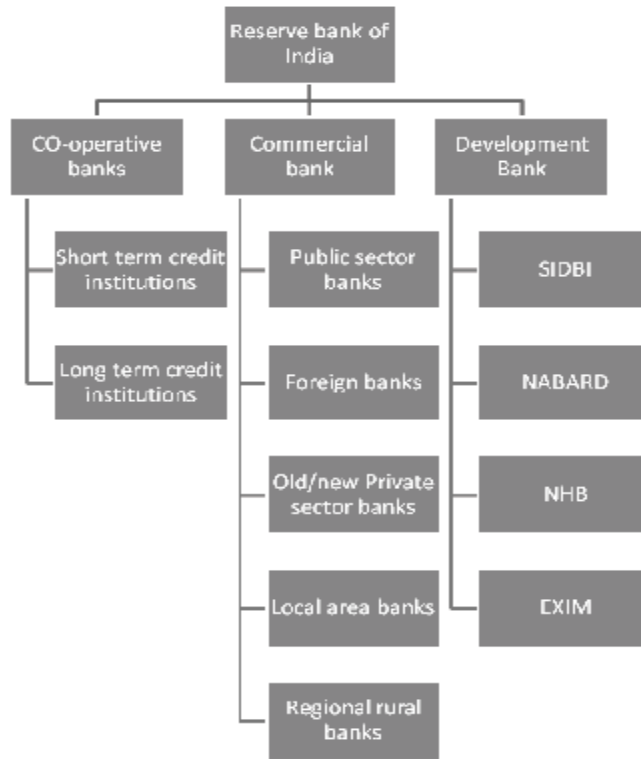 Reserve bank of
India
CO-operative
banks
Commercial
bank
Development
Bank
Short term credit
institutions
Public sector
banks
SIDBI
Long term credit
institutions
Foreign banks
NABARD
Old/new Private
sector banks
NHB
Local area banks
EXIM
Regional rural
banks